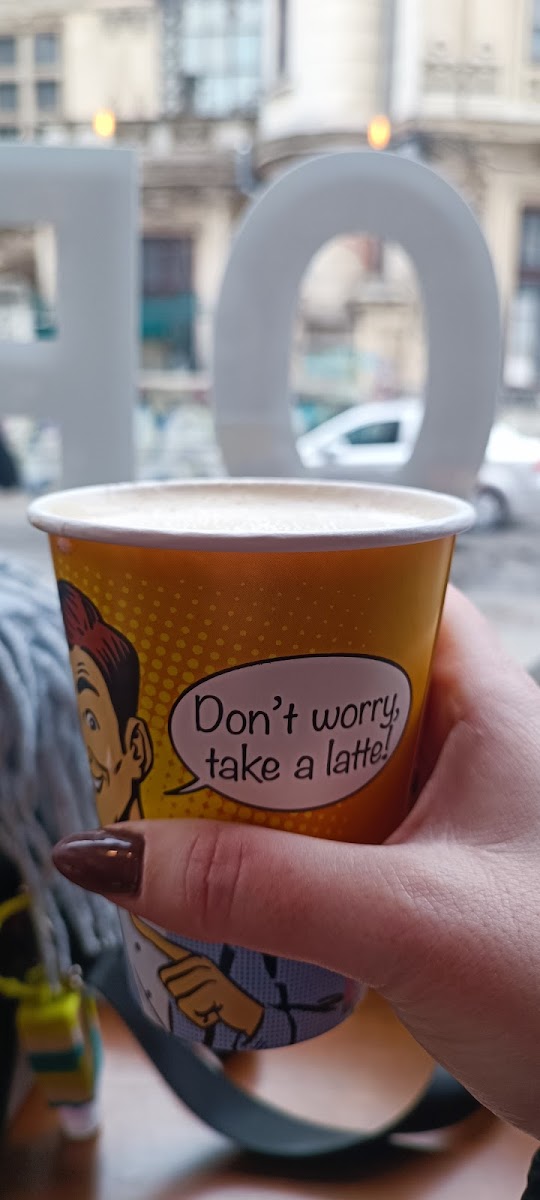 Don't worry,
take a latte!